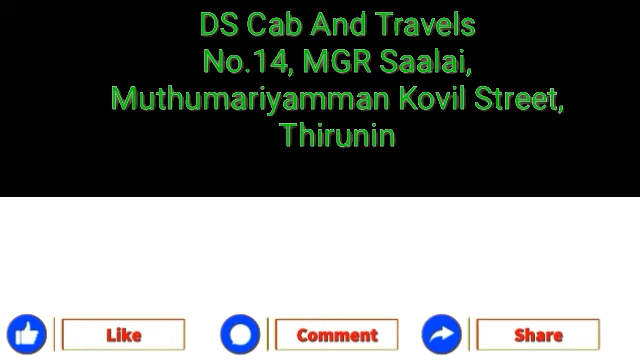 DS Cab And Travels
No.14, MGR Saalai,
Muthumariyamman Kovil Street,
Thirunin
Like Comment Share